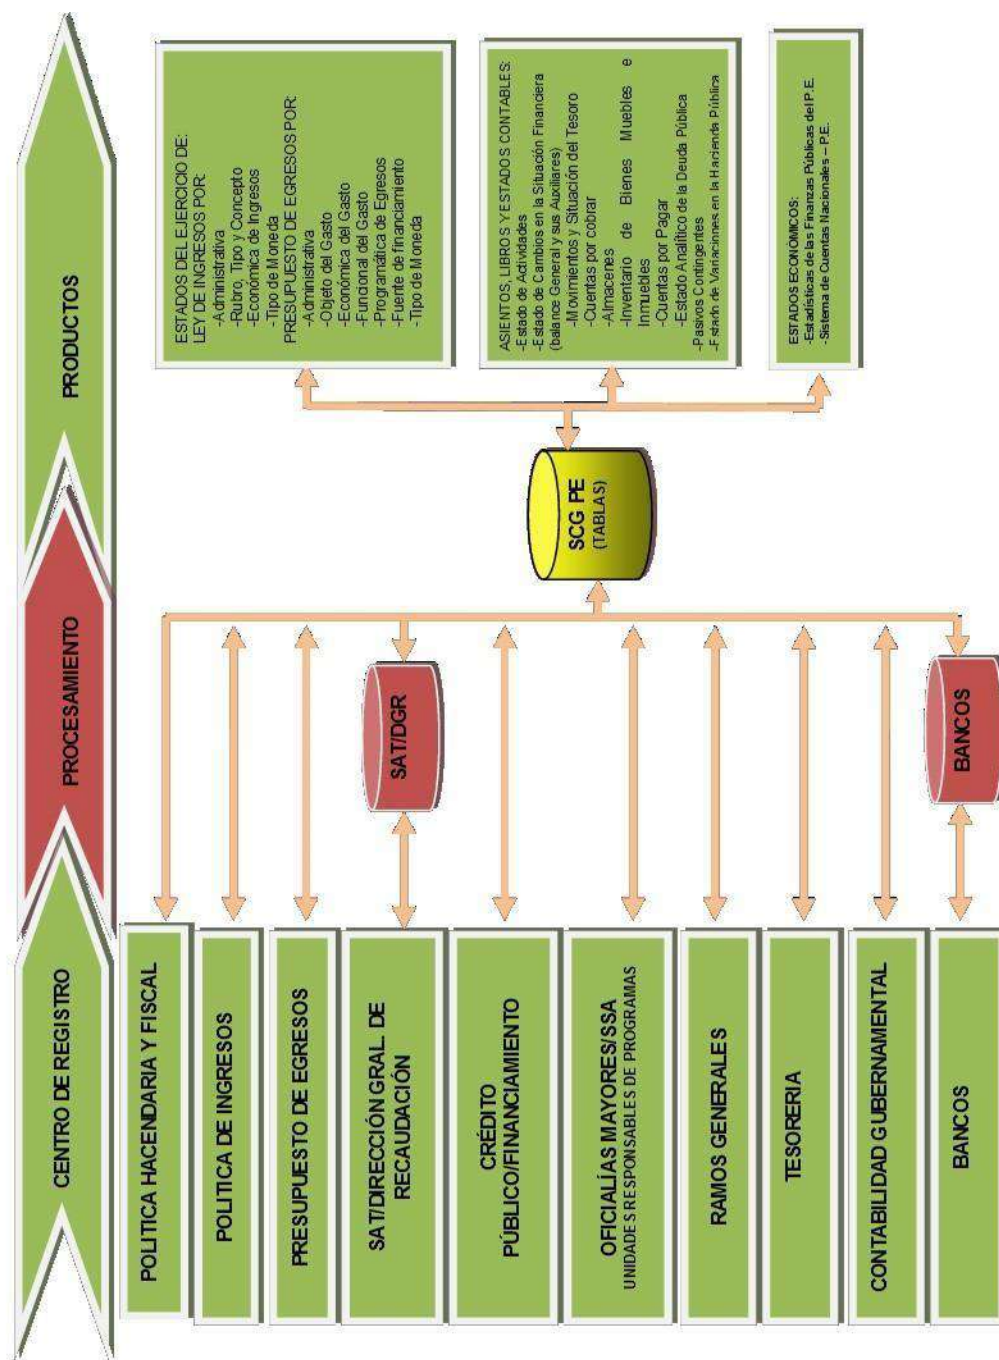 CENTRO DE REGISTRO
PROCESAMIENTO
PRODUCTOS
POLITICA HACENDARIA Y FISCAL
POLITICA DE INGRESOS
PRESUPUESTO DE EGRESOS
SAT/DIRECCIÓN GRAL. DE
RECAUDACIÓN
CRÉDITO
PÚBLICO/FINANCIAMIENTO
OFICIALÍAS MAYORES/SSA
UNIDADES RESPONSABLES DE PROGRAMAS
RAMOS GENERALES
TESORERIA
CONTABILIDAD GUBERNAMENTAL
BANCOS
SAT/DGR
BANCOS
SCG PE
(TABLAS)
ESTADOS DEL EJERCICIO DE:
LEY DE INGRESOS POR:
-Administrativa
-Rubro, Tipo y Concepto
-Económica de Ingresos
-Tipo de Moneda
PRESUPUESTO DE EGRESOS POR:
-Administrativa
-Objeto del Gasto
-Económica del Gasto
-Funcional del Gasto
-Programática de Egresos
-Fuente de financiamiento
-Tipo de Moneda
ASIENTOS, LIBROS Y ESTADOS CONTABLES:
-Estado de Actividades
-Estado de Cambios en la Situación Financiera
(balance General y sus Auxiliares)
-Movimientos y Situación del Tesoro
-Cuentas por cobrar
-Almacenes
-Inventario de Bienes Muebles e
Inmuebles
-Cuentas por Pagar
-Estado Analítico de la Deuda Pública
-Pasivos Contingentes
-Estado de Variaciones en la Hacienda Pública
ESTADOS ECONÓMICOS:
-Estadísticas de las Finanzas Públicas del P.E.
-Sistema de Cuentas Nacionales – P.E.